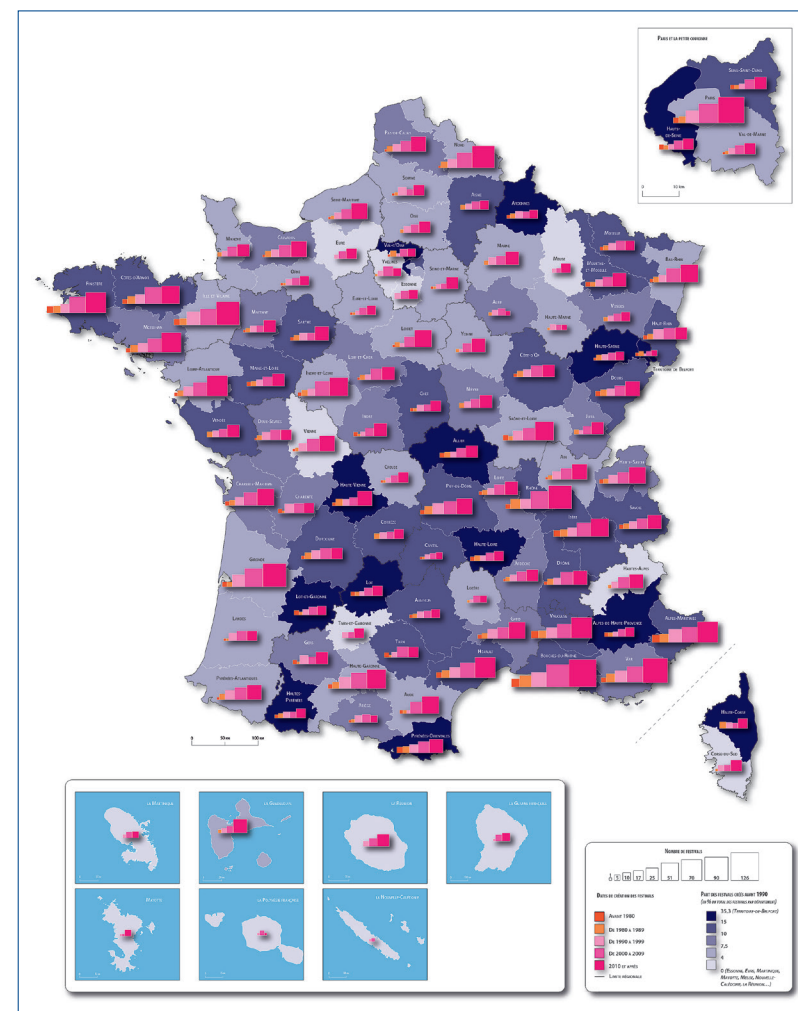 PARIS ET LA PETITE COURONNE
SEINE-SAINT-DENIS
PARIS
HAUTS-DE-SEINE
VAL-DE-MARNE
0 10 km
PAS-DE-CALAIS
NORD
SOMME
SEINE-MARITIME
AISNE
ARDENNES
OISE
MANCHE
CALVADOS
EURE
VAL-D'OISE
MARNE
MEUSE
MOSELLE
MEURTHE-ET-MOSELLE
BAS-RHIN
ORNE
YVELINES
SEINE-ET-MARNE
ESSONNE
FINISTÈRE
CÔTES-D'ARMOR
ILLE-ET-VILAINE
MAYENNE
EURE-ET-LOIR
AUBE
HAUTE-MARNE
VOSGES
MORBIHAN
SARTHE
LOIRET
YONNE
HAUT-RHIN
LOIR-ET-CHER
CÔTE-D'OR
HAUTE-SAÔNE
TERRITOIRE DE BELFORT
LOIRE-ATLANTIQUE
MAINE-ET-LOIRE
INDRE-ET-LOIRE
CHER
NIÈVRE
DOUBS
VENDÉE
DEUX-SÈVRES
VIENNE
INDRE
SAÔNE-ET-LOIRE
JURA
ALLIER
CREUSE
AIN
HAUTE-SAVOIE
CHARENTE-MARITIME
CHARENTE
HAUTE-VIENNE
PUY-DE-DÔME
LOIRE
RHÔNE
SAVOIE
ISÈRE
DORDOGNE
CORRÈZE
CANTAL
HAUTE-LOIRE
GIRONDE
LOT
ARDÈCHE
DRÔME
HAUTES-ALPES
LOT-ET-GARONNE
LOZÈRE
AVEYRON
LANDES
TARN-ET-GARONNE
GARD
VAUCLUSE
ALPES DE HAUTE-PROVENCE
ALPES-MARITIMES
GERS
TARN
HÉRAULT
BOUCHES-DU-RHÔNE
VAR
PYRÉNÉES-ATLANTIQUES
HAUTE-GARONNE
HAUTES-PYRÉNÉES
ARIÈGE
AUDE
PYRÉNÉES-ORIENTALES
HAUTE-CORSE
CORSE-DU-SUD
0 50 km 100 km
LA MARTINIQUE
LA GUADELOUPE
LA RÉUNION
LA GUYANE FRANÇAISE
MAYOTTE
LA POLYNÉSIE FRANÇAISE
LA NOUVELLE-CALÉDONIE
NOMBRE DE FESTIVALS
1 5 10 17 25 51 70 90 126
DATES DE CRÉATION DES FESTIVALS
AVANT 1980
DE 1980 À 1989
DE 1990 À 1999
DE 2000 À 2009
2010 ET APRÈS
LIMITE RÉGIONALE
PART DES FESTIVALS CRÉÉS AVANT 1990
(EN % DU TOTAL DES FESTIVALS PAR DÉPARTEMENT)
35,3 (TERRITOIRE-DE-BELFORT)
15
10
7,5
4
0 (ESSONNE, EURE, MARTINIQUE,
MAYOTTE, MEUSE, NOUVELLE-
CALÉDONIE, LA RÉUNION...)